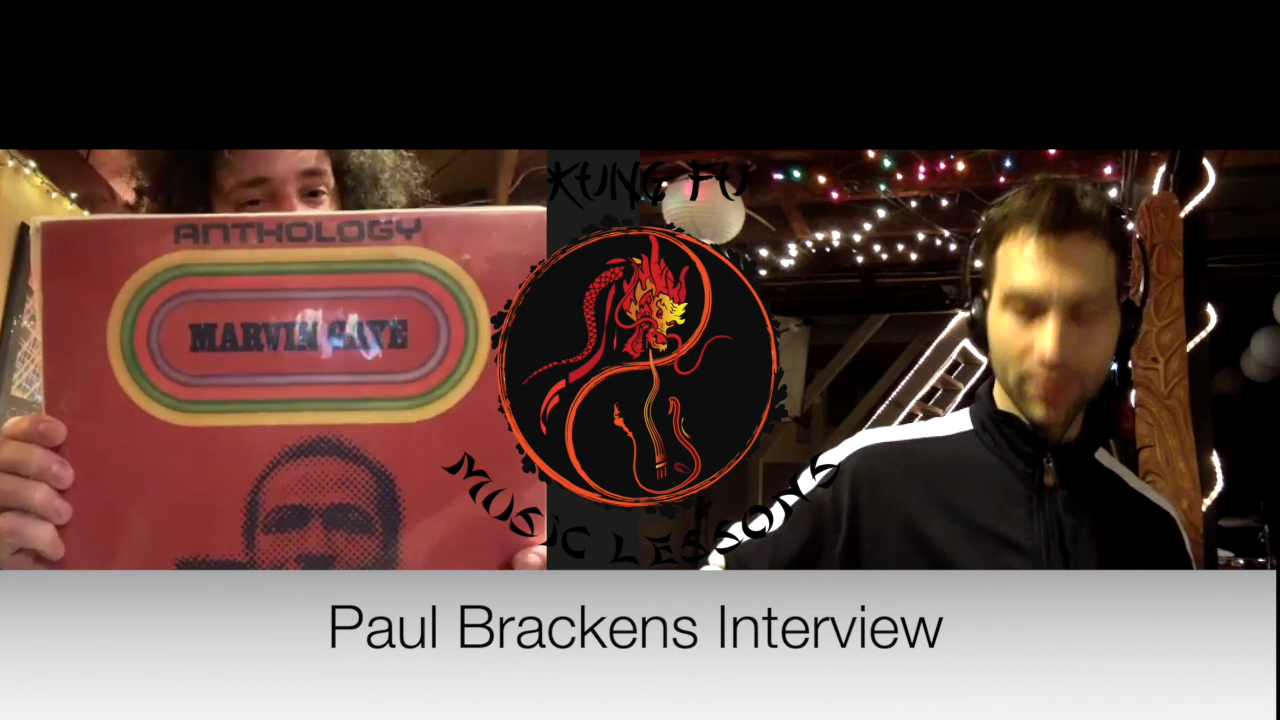 KUNG FU
ANTHOLOGY
MARVIN GAYE
MUSIC LESSONS
Paul Brackens Interview